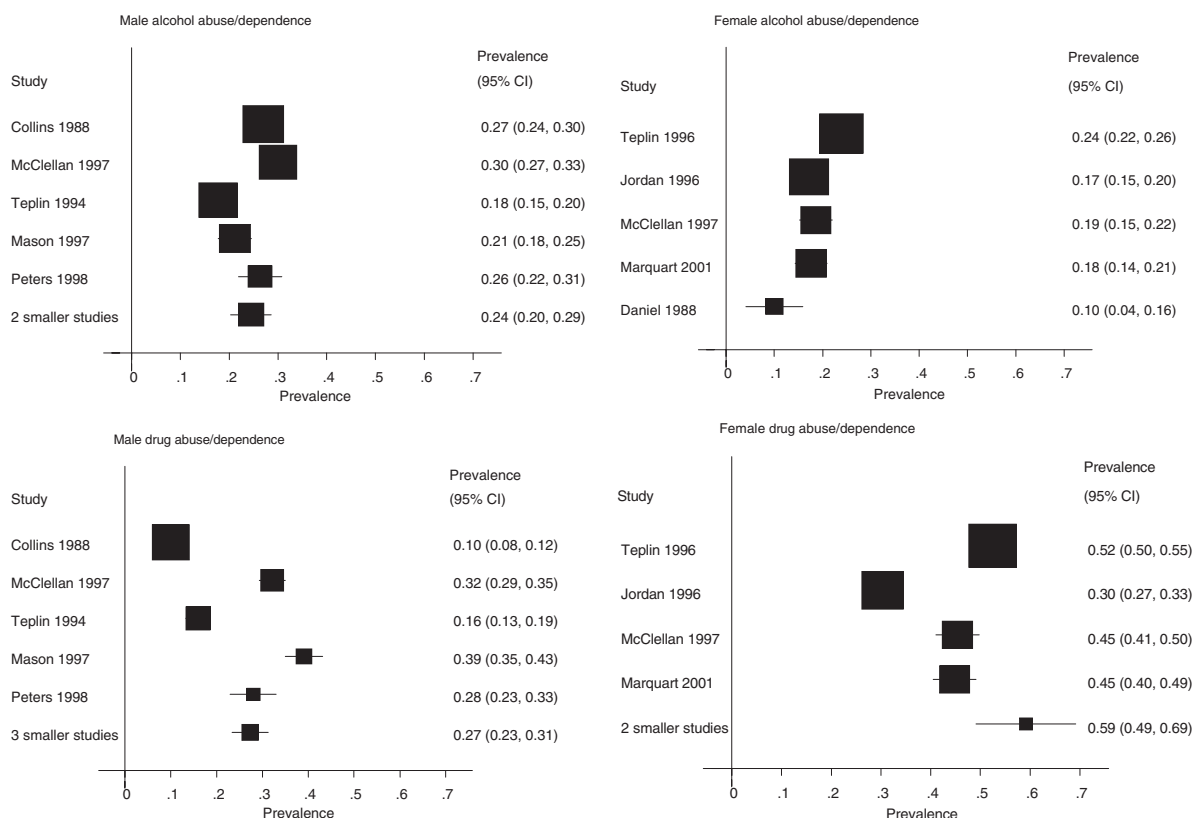 Male alcohol abuse/dependence
Prevalence
Study (95% CI)
Collins 1988 0.27 (0.24, 0.30)
McClellan 1997 0.30 (0.27, 0.33)
Teplin 1994 0.18 (0.15, 0.20)
Mason 1997 0.21 (0.18, 0.25)
Peters 1998 0.26 (0.22, 0.31)
2 smaller studies 0.24 (0.20, 0.29)
0 .1 .2 .3 .4 .5 .6 .7
Prevalence
Female alcohol abuse/dependence
Prevalence
Study (95% CI)
Teplin 1996 0.24 (0.22, 0.26)
Jordan 1996 0.17 (0.15, 0.20)
McClellan 1997 0.19 (0.15, 0.22)
Marquart 2001 0.18 (0.14, 0.21)
Daniel 1988 0.10 (0.04, 0.16)
0 .1 .2 .3 .4 .5 .6 .7
Prevalence
Male drug abuse/dependence
Prevalence
Study (95% CI)
Collins 1988 0.10 (0.08, 0.12)
McClellan 1997 0.32 (0.29, 0.35)
Teplin 1994 0.16 (0.13, 0.19)
Mason 1997 0.39 (0.35, 0.43)
Peters 1998 0.28 (0.23, 0.33)
3 smaller studies 0.27 (0.23, 0.31)
0 .1 .2 .3 .4 .5 .6 .7
Prevalence
Female drug abuse/dependence
Prevalence
Study (95% CI)
Teplin 1996 0.52 (0.50, 0.55)
Jordan 1996 0.30 (0.27, 0.33)
McClellan 1997 0.45 (0.41, 0.50)
Marquart 2001 0.45 (0.40, 0.49)
2 smaller studies 0.59 (0.49, 0.69)
0 .1 .2 .3 .4 .5 .6 .7
Prevalence